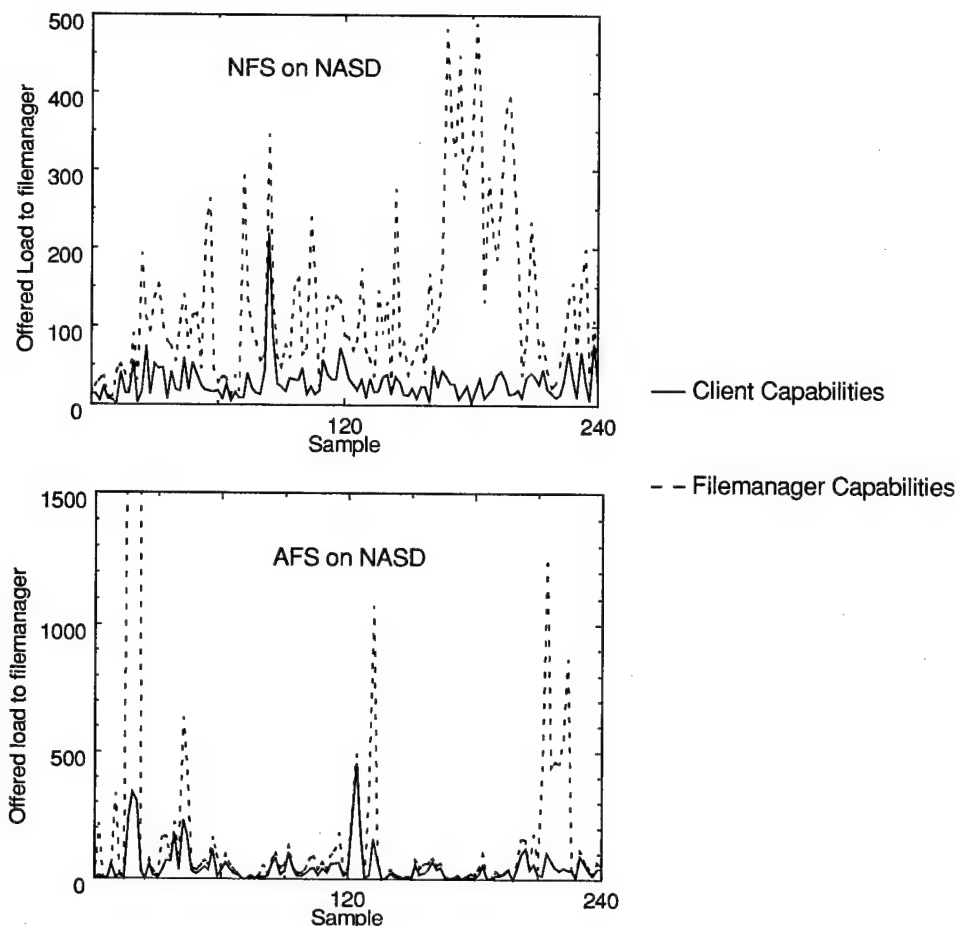 500
400
300
200
100
0
Offered Load to filemanager
NFS on NASD
120
240
Sample
Client Capabilities
Filemanager Capabilities
1500
1000
500
0
Offered load to filemanager
AFS on NASD
120
240
Sample